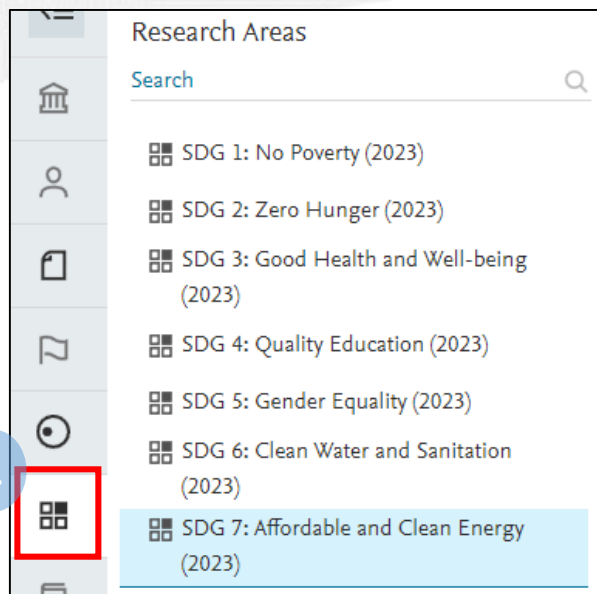 Research Areas
Search
SDG 1: No Poverty (2023)
SDG 2: Zero Hunger (2023)
SDG 3: Good Health and Well-being
(2023)
SDG 4: Quality Education (2023)
SDG 5: Gender Equality (2023)
SDG 6: Clean Water and Sanitation
(2023)
SDG 7: Affordable and Clean Energy
(2023)